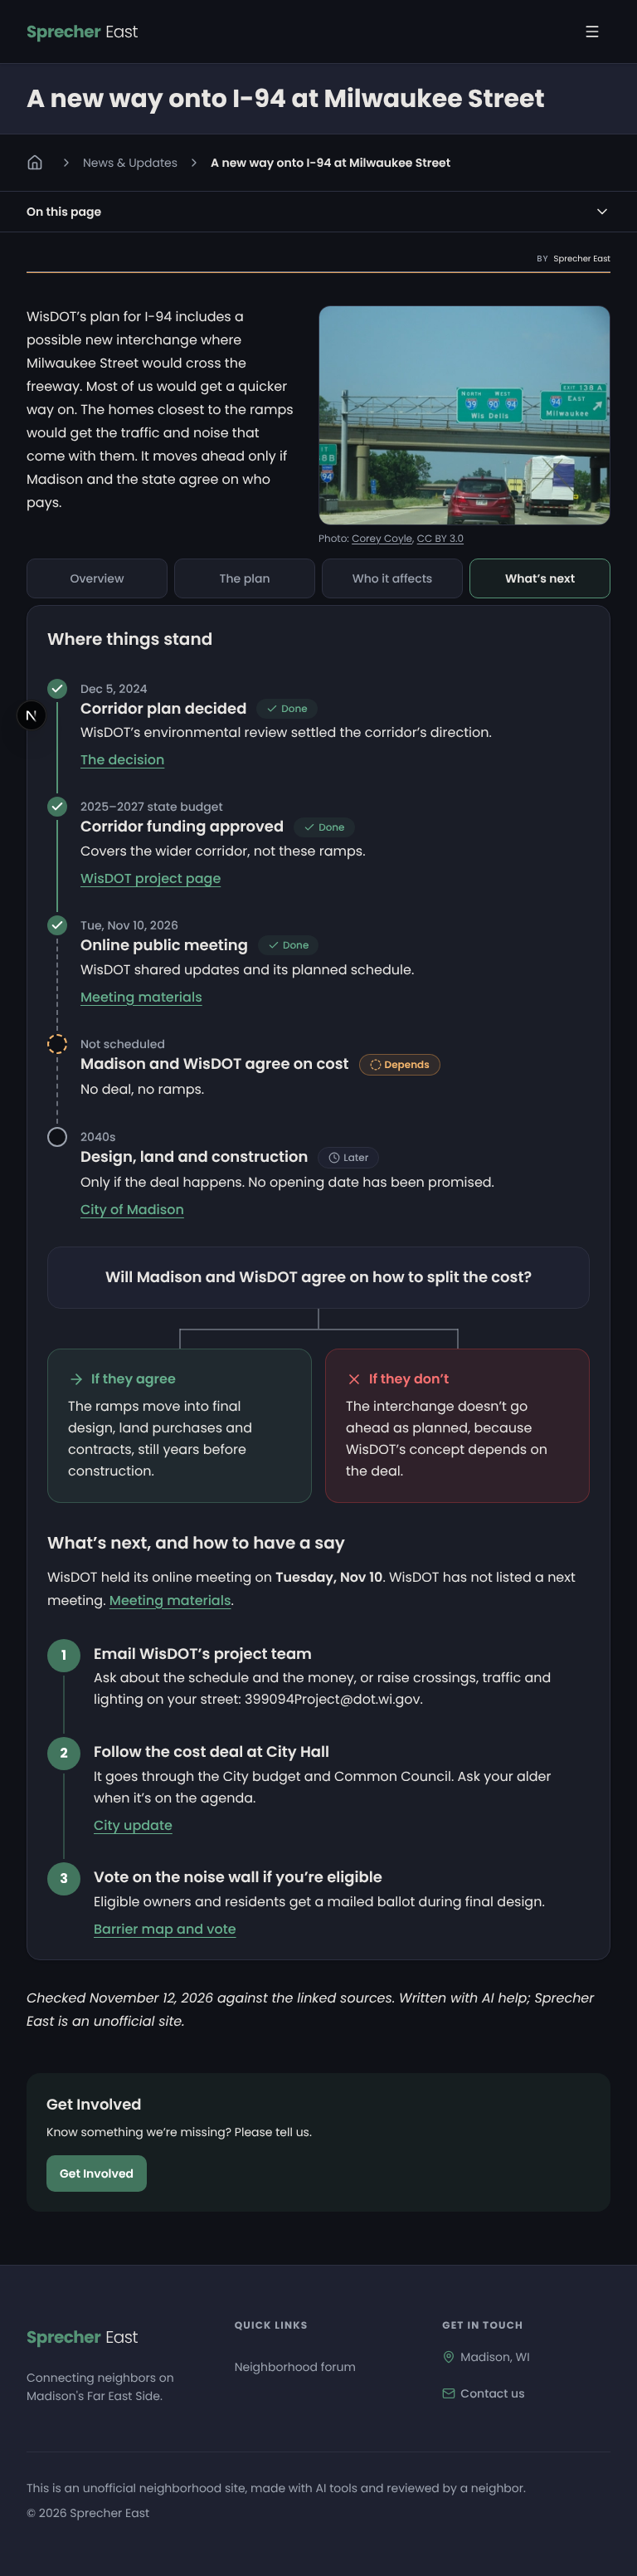 Sprecher East
A new way onto I-94 at Milwaukee Street
News & Updates
A new way onto I-94 at Milwaukee Street
On this page
BY Sprecher East
WisDOT’s plan for I-94 includes a
possible new interchange where
Milwaukee Street would cross the
freeway. Most of us would get a quicker
way on. The homes closest to the ramps
would get the traffic and noise that
come with them. It moves ahead only if
Madison and the state agree on who
pays.
NORTH WEST
39 90 94
Wis Dells
EXIT 138 A
94 EAST
Milwaukee
94
Photo: Corey Coyle, CC BY 3.0
Overview
The plan
Who it affects
What’s next
Where things stand
Dec 5, 2024
Corridor plan decided
Done
WisDOT’s environmental review settled the corridor’s direction.
The decision
N
2025–2027 state budget
Corridor funding approved
Done
Covers the wider corridor, not these ramps.
WisDOT project page
Tue, Nov 10, 2026
Online public meeting
Done
WisDOT shared updates and its planned schedule.
Meeting materials
Not scheduled
Madison and WisDOT agree on cost
Depends
No deal, no ramps.
2040s
Design, land and construction
Later
Only if the deal happens. No opening date has been promised.
City of Madison
Will Madison and WisDOT agree on how to split the cost?
If they agree
The ramps move into final
design, land purchases and
contracts, still years before
construction.
If they don’t
The interchange doesn’t go
ahead as planned, because
WisDOT’s concept depends on
the deal.
What’s next, and how to have a say
WisDOT held its online meeting on Tuesday, Nov 10. WisDOT has not listed a next
meeting. Meeting materials.
1
Email WisDOT’s project team
Ask about the schedule and the money, or raise crossings, traffic and
lighting on your street: 399094Project@dot.wi.gov.
2
Follow the cost deal at City Hall
It goes through the City budget and Common Council. Ask your alder
when it’s on the agenda.
City update
3
Vote on the noise wall if you’re eligible
Eligible owners and residents get a mailed ballot during final design.
Barrier map and vote
Checked November 12, 2026 against the linked sources. Written with AI help; Sprecher
East is an unofficial site.
Get Involved
Know something we’re missing? Please tell us.
Get Involved
Sprecher East
Connecting neighbors on
Madison's Far East Side.
QUICK LINKS
Neighborhood forum
GET IN TOUCH
Madison, WI
Contact us
This is an unofficial neighborhood site, made with AI tools and reviewed by a neighbor.
© 2026 Sprecher East